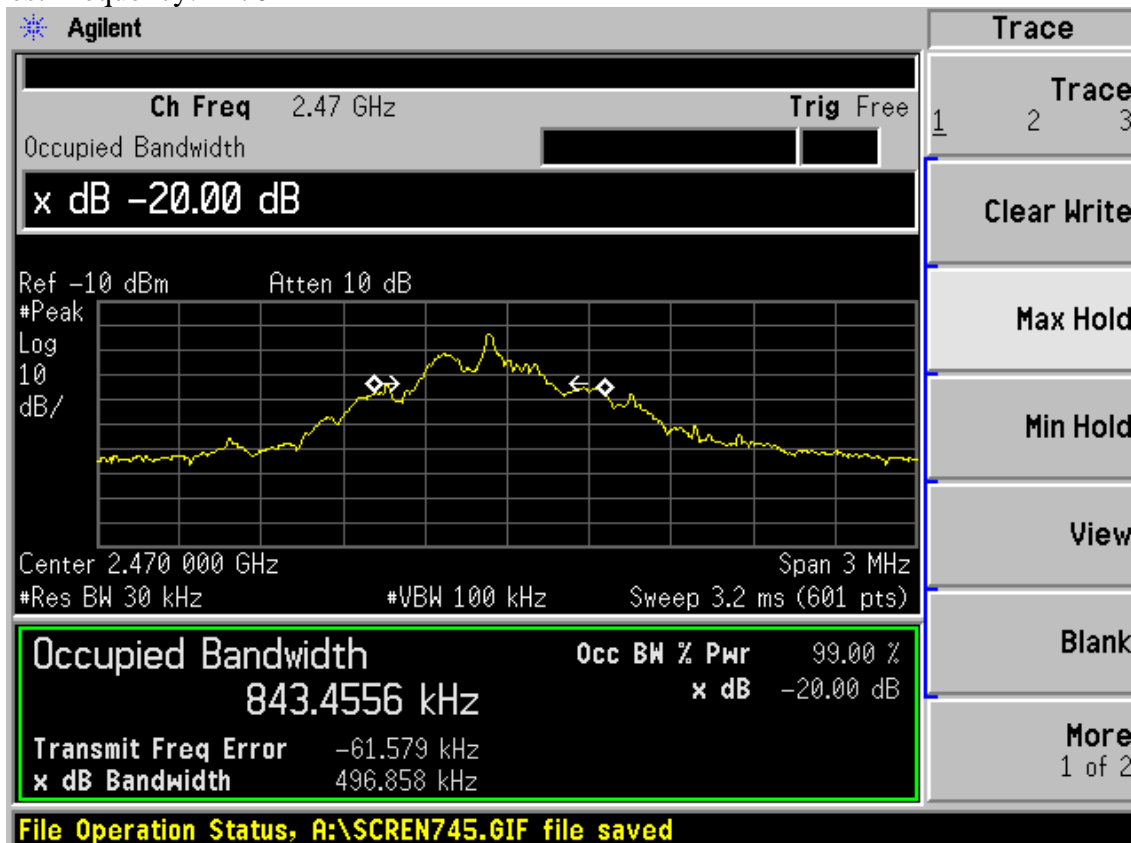 Agilent
Trace
Ch Freq 2.47 GHz Trig Free
Occupied Bandwidth
x dB -20.00 dB
Ref -10 dBm Atten 10 dB
#Peak
Log
10
dB/
Center 2.470 000 GHz Span 3 MHz
#Res BW 30 kHz #VBW 100 kHz Sweep 3.2 ms (601 pts)
Occupied Bandwidth Occ BW % Pwr 99.00 %
843.4556 kHz x dB -20.00 dB
Transmit Freq Error -61.579 kHz
x dB Bandwidth 496.858 kHz
File Operation Status, A:\SCREN745.GIF file saved
Trace
1 2 3
Clear Write
Max Hold
Min Hold
View
Blank
More
1 of 2